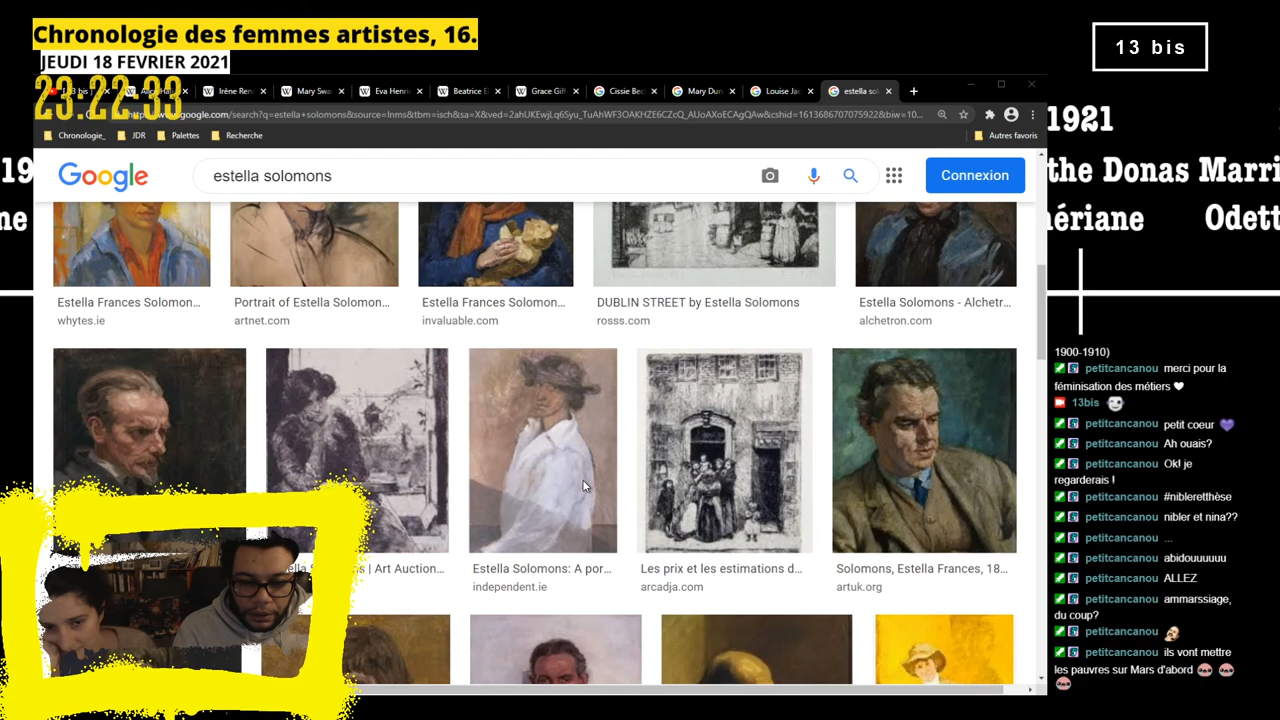 Chronologie des femmes artistes, 16.
JEUDI 18 FEVRIER 2021
23:22:33
13 bis
Irène Ren
Mary Swa
Eva Henri
Beatrice E
Grace Giff
Cissie Bec
Mary Dun
Louise Ja
estella sol
Chronologie_
JDR
Palettes
Recherche
Autres favoris
Google
estella solomons
Connexion
Estella Frances Solomon...
whytes.ie
Portrait of Estella Solomon...
artnet.com
Estella Frances Solomon...
invaluable.com
DUBLIN STREET by Estella Solomons
rosss.com
Estella Solomons - Alchetr...
alchetron.com
| Art Auction...
Estella Solomons: A por...
independent.ie
Les prix et les estimations d...
arcadja.com
Solomons, Estella Frances, 18...
artuk.org
19
ne
1921
the Donas Marri
hériane
Odett
1900-1910)
petitcancanou merci pour la
féminisation des métiers
13bis
petitcancanou petit coeur
petitcancanou Ah ouais?
petitcancanou Ok! je
regarderais !
petitcancanou #nibleretthèse
petitcancanou nibler et nina??
petitcancanou ...
petitcancanou abidouuuuuu
petitcancanou ALLEZ
petitcancanou ammarssiage,
du coup?
petitcancanou
petitcancanou ils vont mettre
les pauvres sur Mars d'abord